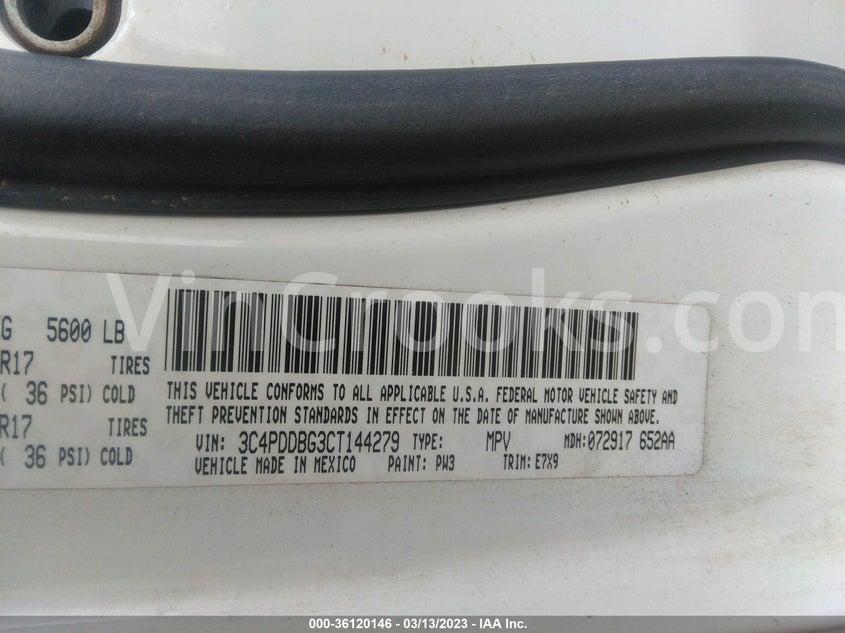 VinCrooks.com
G 5600 LB
R17 TIRES
( 36 PSI) COLD
R17 TIRES
( 36 PSI) COLD
THIS VEHICLE CONFORMS TO ALL APPLICABLE U.S.A. FEDERAL MOTOR VEHICLE SAFETY AND
THEFT PREVENTION STANDARDS IN EFFECT ON THE DATE OF MANUFACTURE SHOWN ABOVE.
VIN: 3C4PDDBG3CT144279 TYPE: MPV MDH:072917 652AA
VEHICLE MADE IN MEXICO PAINT: PW3 TRIM: E7X9
000-36120146 — 03/13/2023 — IAA Inc.